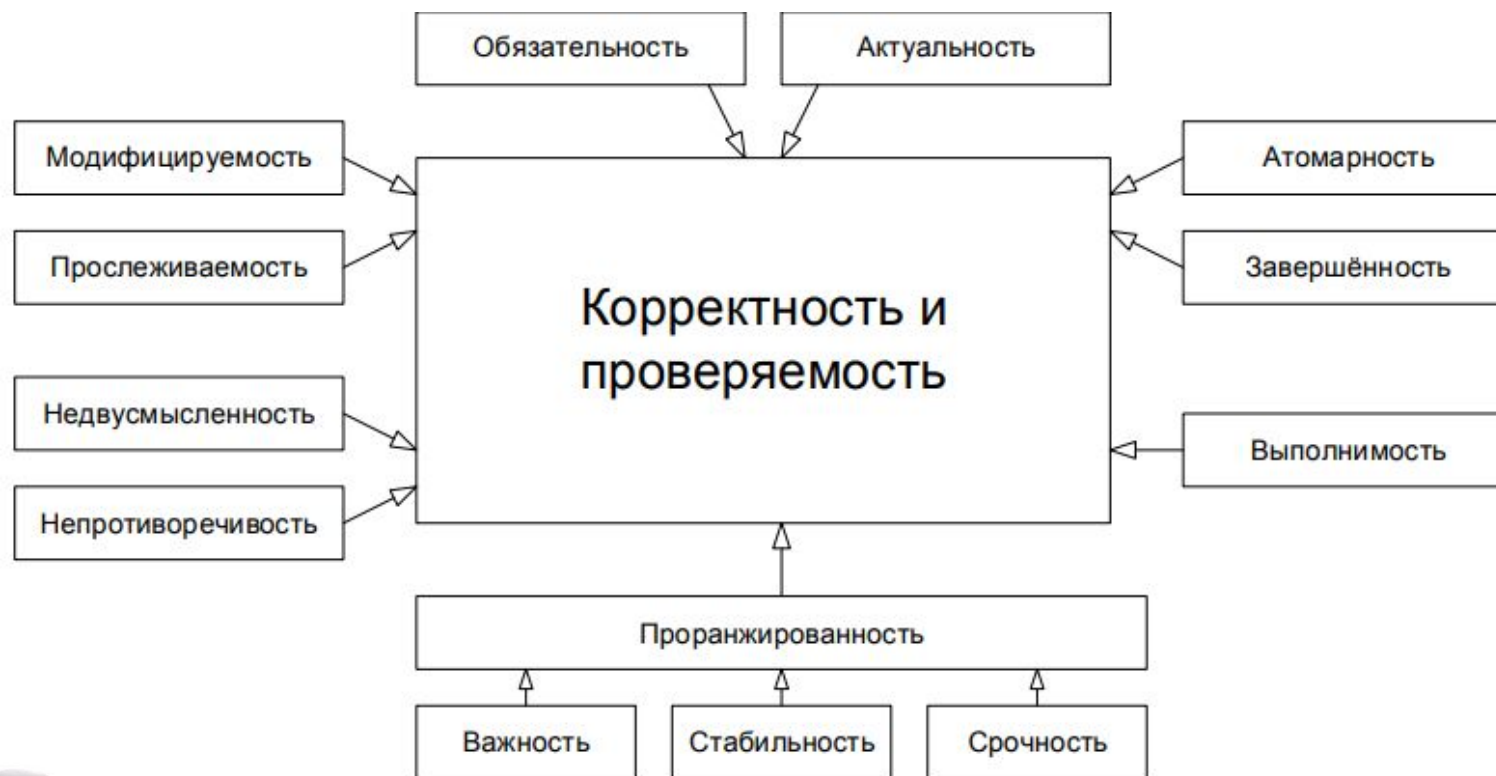 Обязательность
Актуальность
Модифицируемость
Атомарность
Прослеживаемость
Завершённость
Корректность и
проверяемость
Недвусмысленность
Выполнимость
Непротиворечивость
Проранжированность
Важность
Стабильность
Срочность